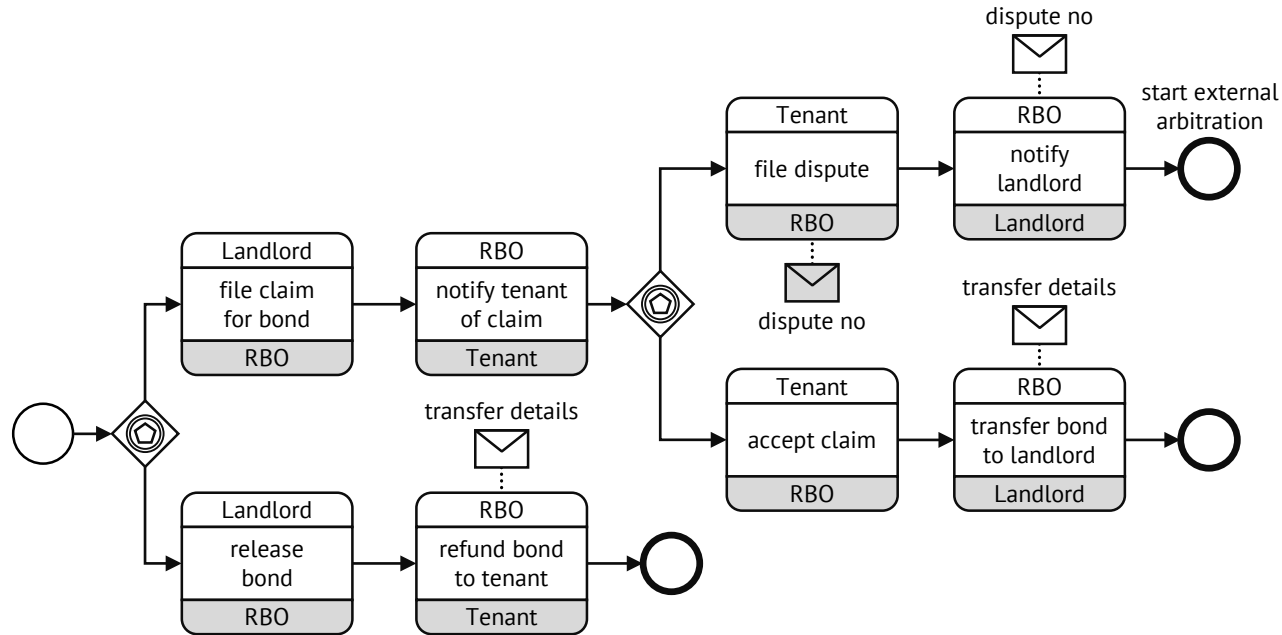 dispute no
start external
arbitration
Tenant
file dispute
RBO
dispute no
RBO
notify
landlord
Landlord
Landlord
file claim
for bond
RBO
RBO
notify tenant
of claim
Tenant
transfer details
Tenant
accept claim
RBO
RBO
transfer bond
to landlord
Landlord
transfer details
Landlord
release
bond
RBO
RBO
refund bond
to tenant
Tenant